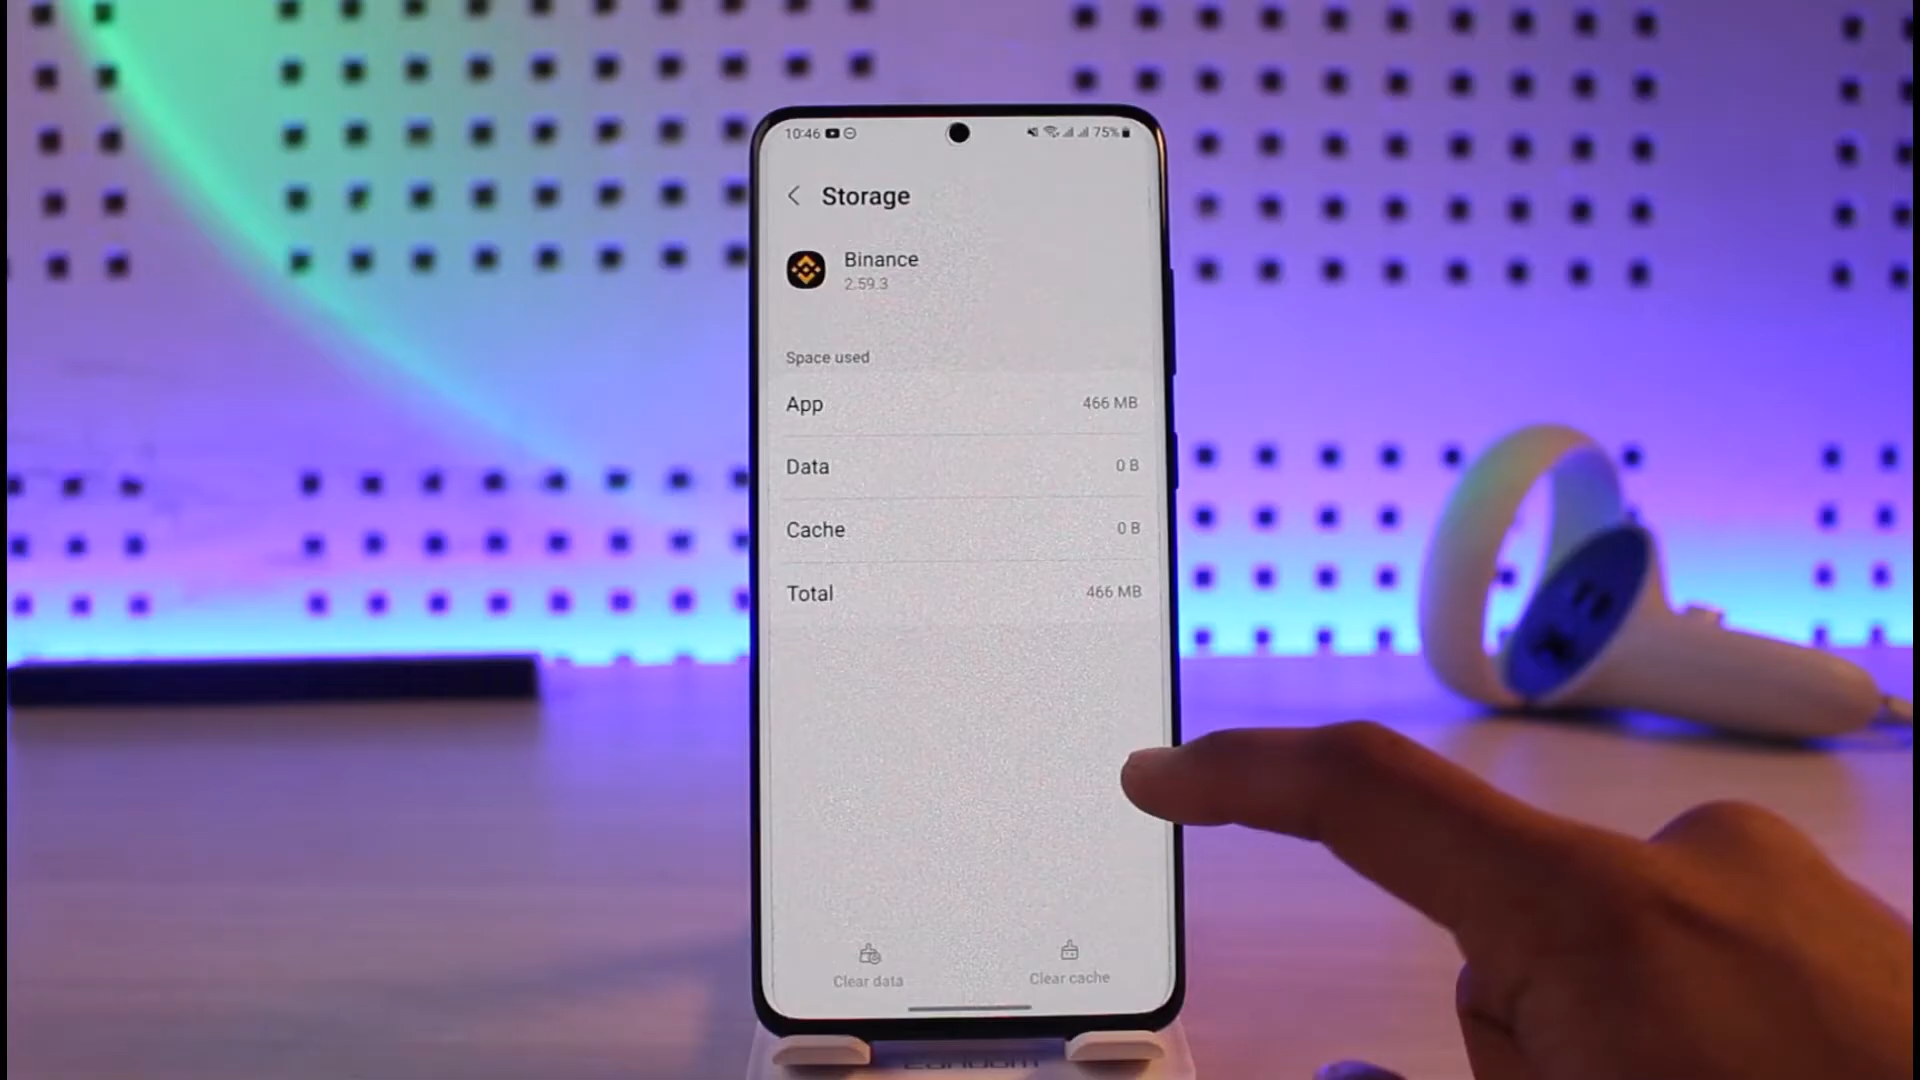 10:46
75%
Storage
Binance
2.59.3
Space used
App 466 MB
Data 0 B
Cache 0 B
Total 466 MB
Clear data
Clear cache